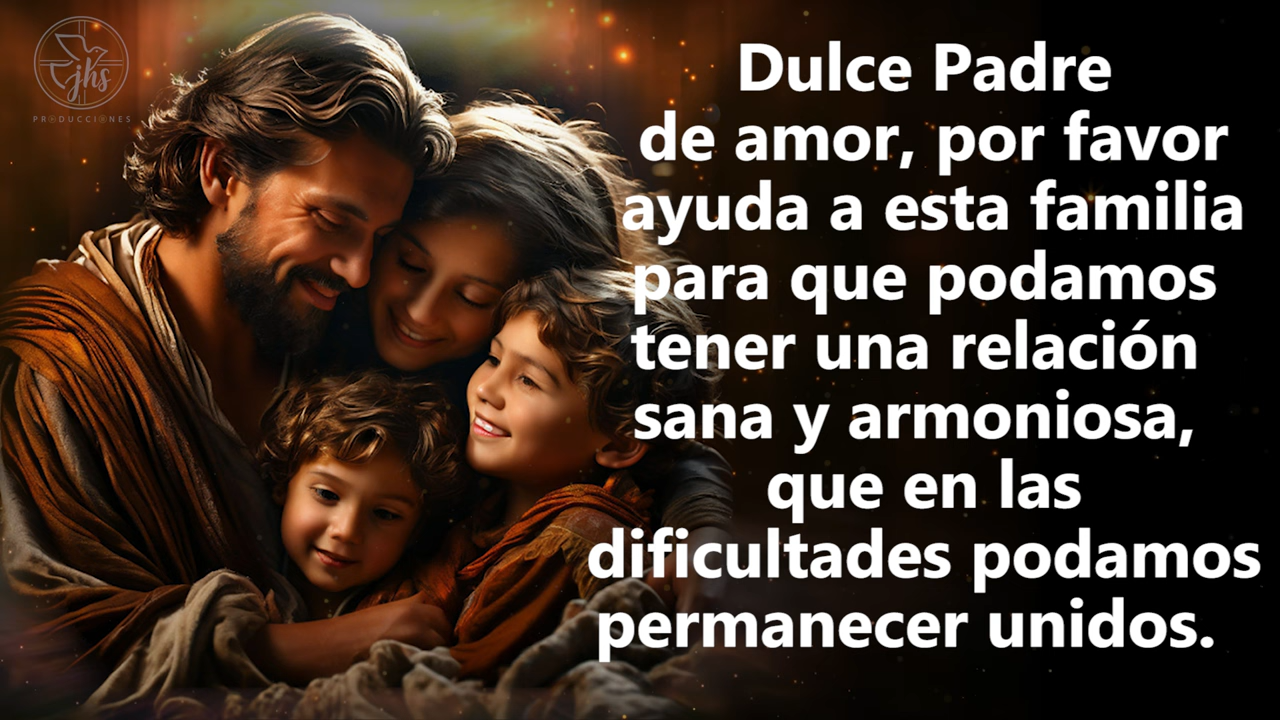 jhs
PRODUCCIONES
Dulce Padre
de amor, por favor
ayuda a esta familia
para que podamos
tener una relación
sana y armoniosa,
que en las
dificultades podamos
permanecer unidos.